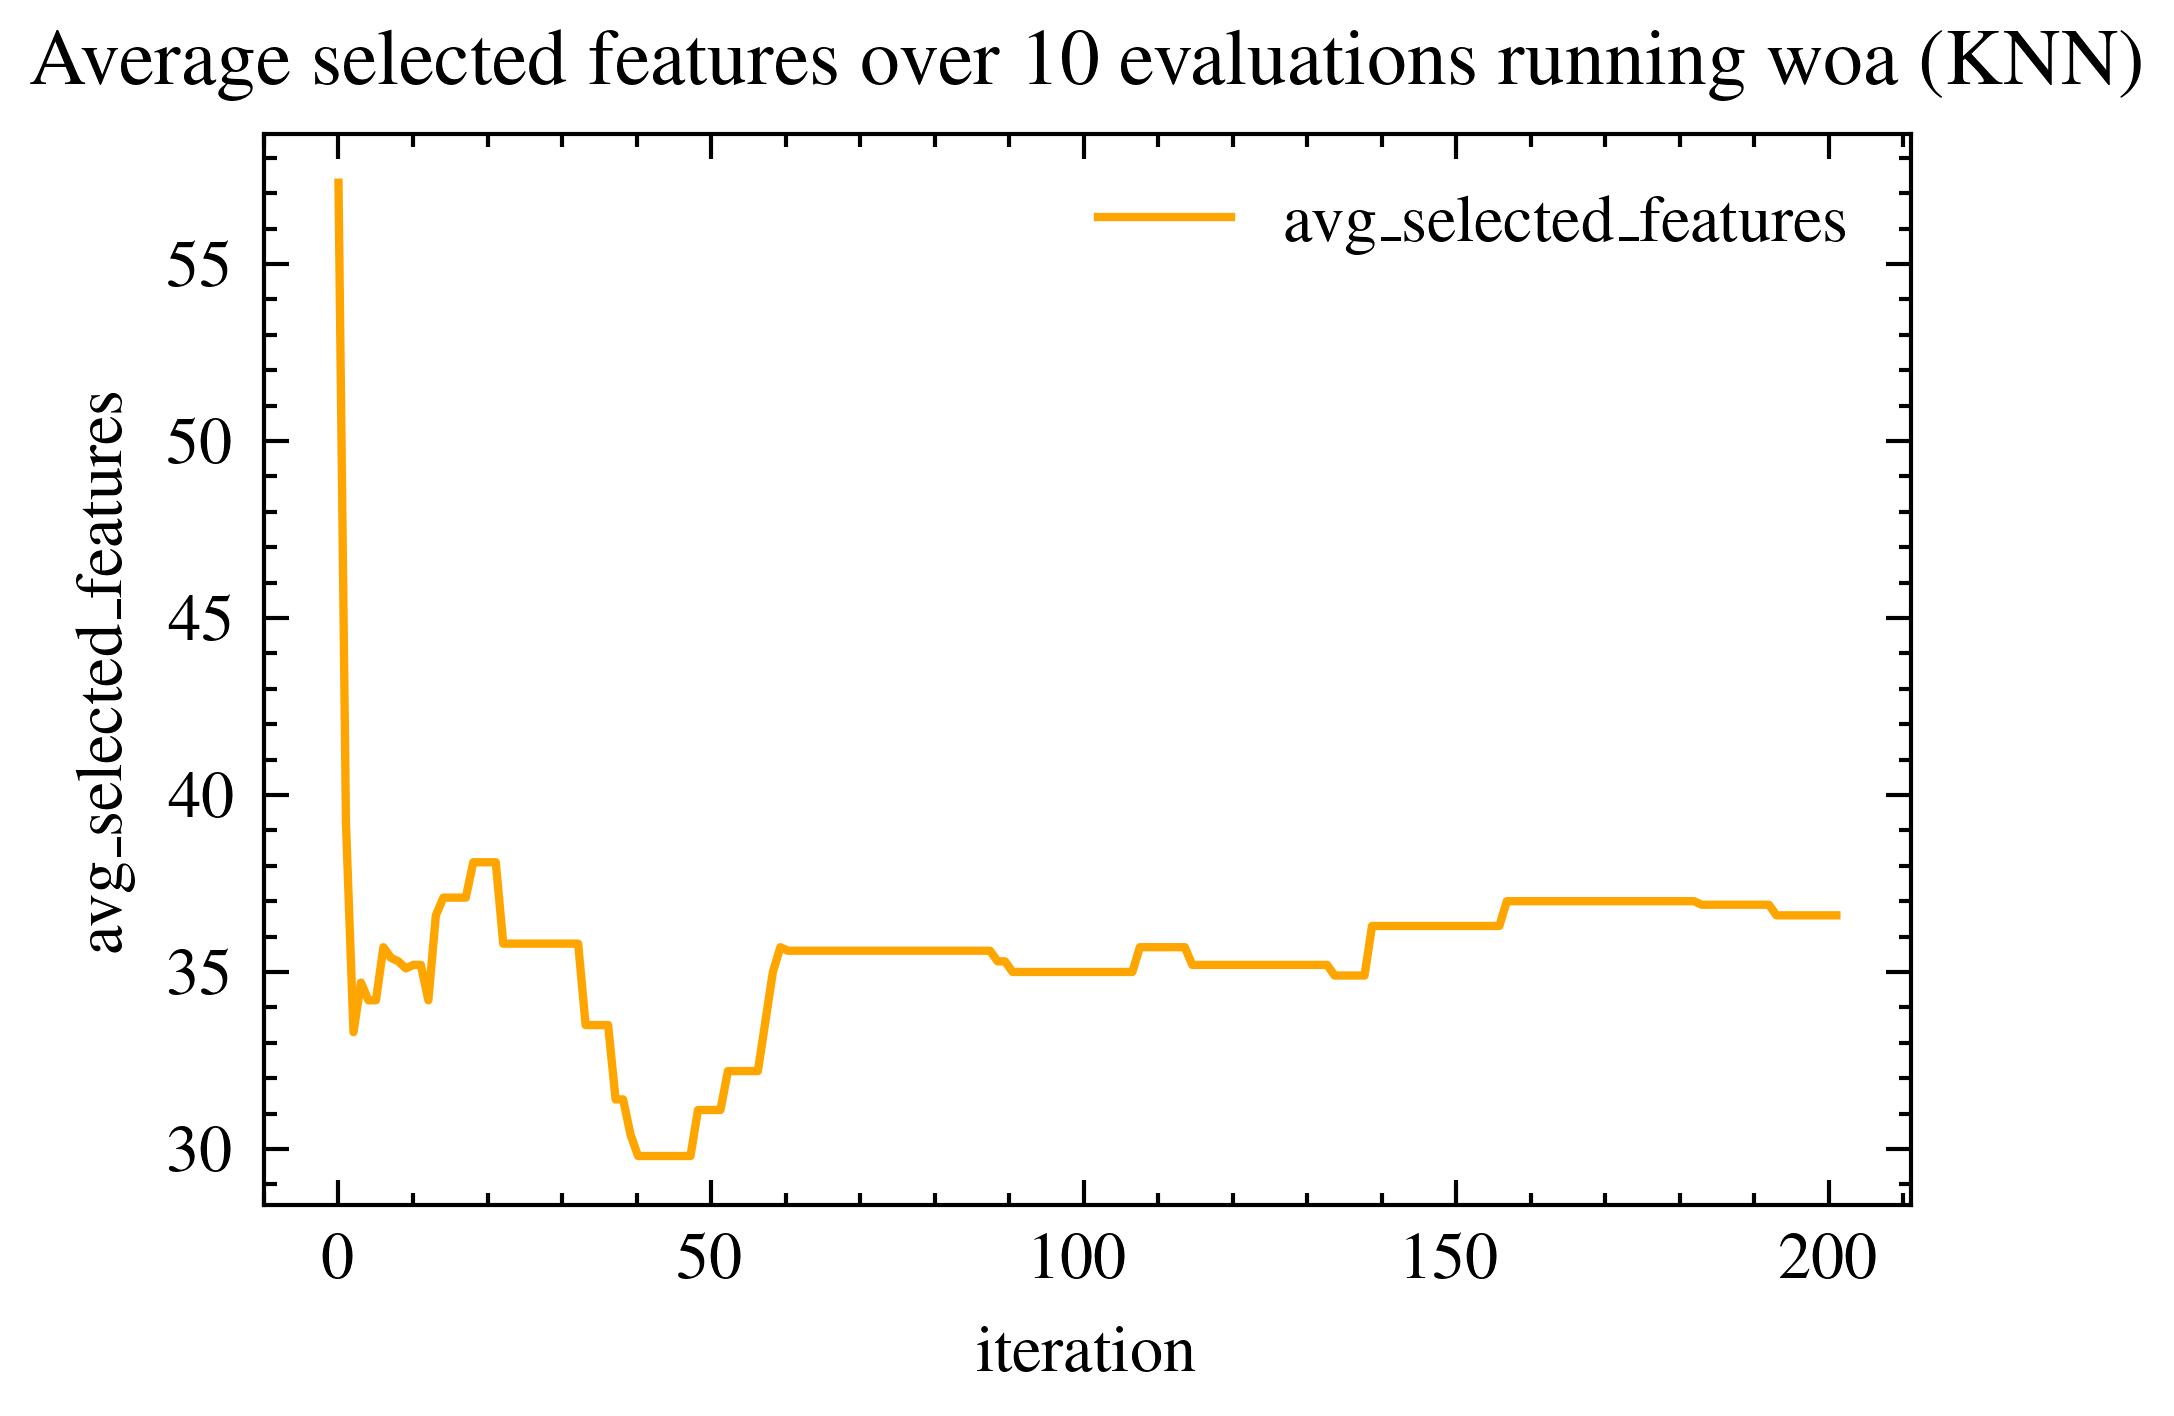 Average selected features over 10 evaluations running woa (KNN)
avg_selected_features
avg_selected_features
55
50
45
40
35
30
0 50 100 150 200
iteration